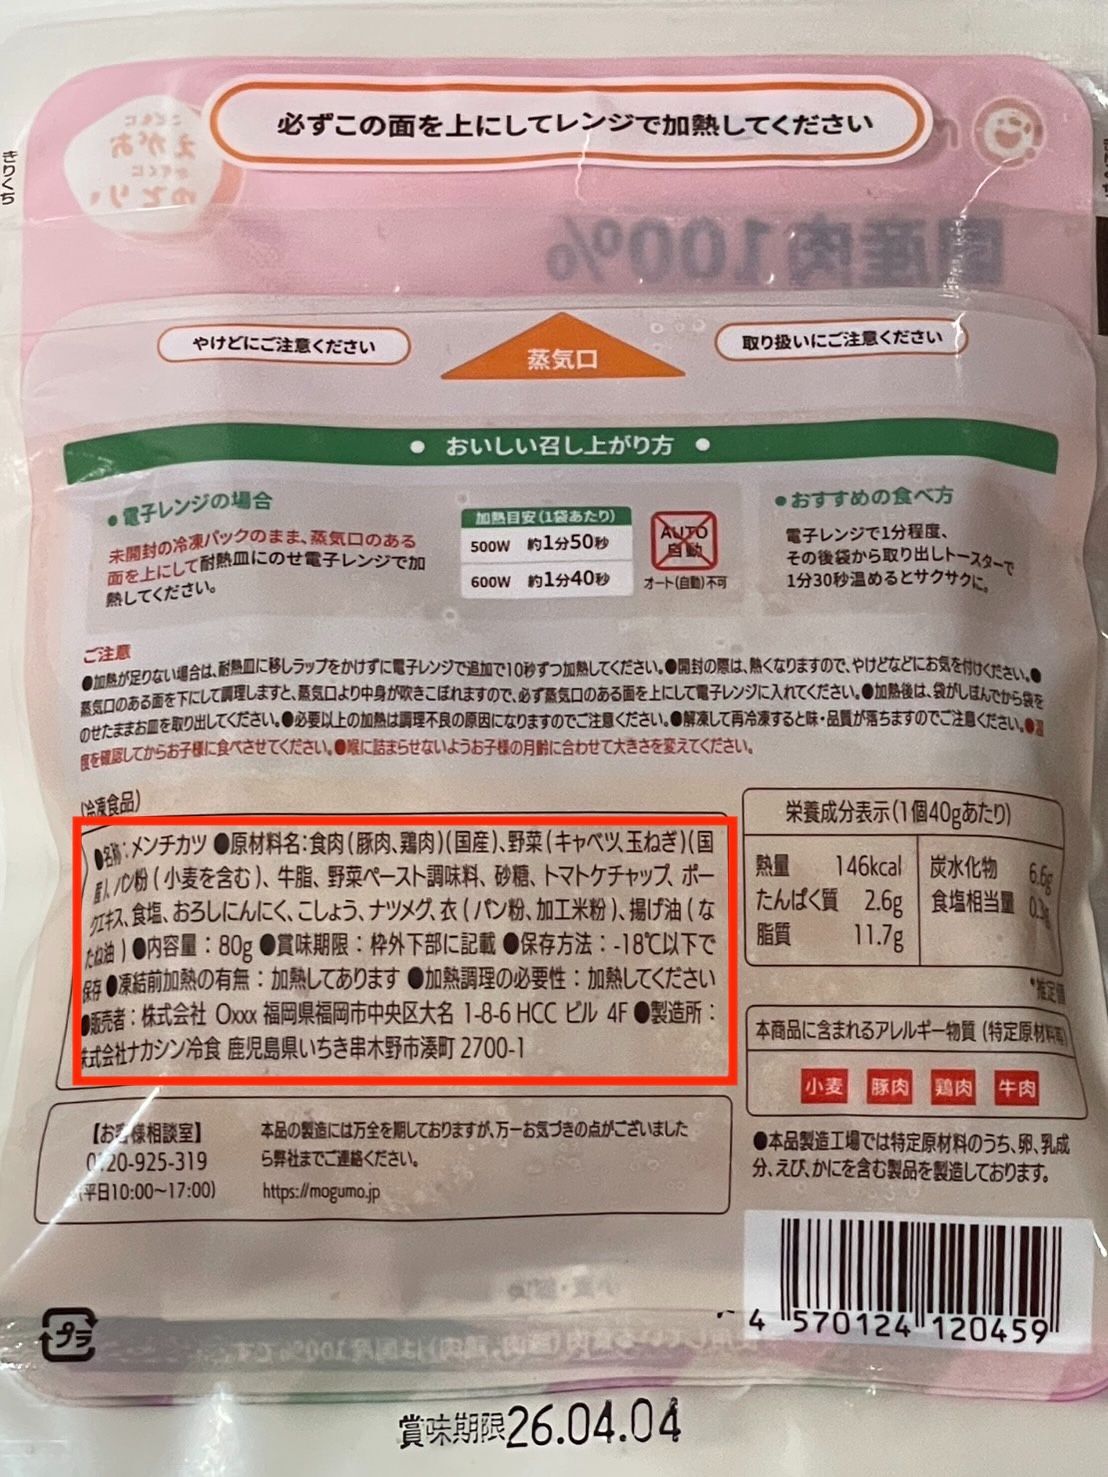 必ずこの面を上にしてレンジで加熱してください
きりくち
こどもに
えがお
かぞくに
ゆとり
国産肉100%
やけどにご注意ください
蒸気口
取り扱いにご注意ください
● おいしい召し上がり方 ●
●電子レンジの場合
未開封の冷凍パックのまま、蒸気口のある
面を上にして耐熱皿にのせ電子レンジで加
熱してください。
加熱目安(1袋あたり)
500W 約1分50秒
600W 約1分40秒
AUTO
自動
オート(自動)不可
●おすすめの食べ方
電子レンジで1分程度、
その後袋から取り出しトースターで
1分30秒温めるとサクサクに。
ご注意
●加熱が足りない場合は、耐熱皿に移しラップをかけずに電子レンジで追加で10秒ずつ加熱してください。●開封の際は、熱くなりますので、やけどなどにお気を付けください。●
蒸気口のある面を下にして調理しますと、蒸気口より中身が吹きこぼれますので、必ず蒸気口のある面を上にして電子レンジに入れてください。●加熱後は、袋がしぼんでから袋を
のせたままお皿を取り出してください。●必要以上の加熱は調理不良の原因になりますのでご注意ください。●解凍して再冷凍すると味・品質が落ちますのでご注意ください。●温
度を確認してからお子様に食べさせてください。●喉に詰まらせないようお子様の月齢に合わせて大きさを変えてください。
(冷凍食品)
●名称：メンチカツ ●原材料名：食肉(豚肉、鶏肉)(国産)、野菜(キャベツ、玉ねぎ)(国
産)、パン粉(小麦を含む)、牛脂、野菜ペースト調味料、砂糖、トマトケチャップ、ポー
クエキス、食塩、おろしにんにく、こしょう、ナツメグ、衣(パン粉、加工米粉)、揚げ油(な
たね油)●内容量：80g ●賞味期限：枠外下部に記載 ●保存方法：-18℃以下で
保存 ●凍結前加熱の有無：加熱してあります ●加熱調理の必要性：加熱してください
●販売者：株式会社 Oxxx 福岡県福岡市中央区大名 1-8-6 HCC ビル 4F ●製造所：
株式会社ナカシン冷食 鹿児島県いちき串木野市湊町 2700-1
栄養成分表示(1個40gあたり)
熱量 146kcal 炭水化物 6.6g
たんぱく質 2.6g 食塩相当量
脂質 11.7g
*推定値
本商品に含まれるアレルギー物質(特定原材料等)
小麦 豚肉 鶏肉 牛肉
●本品製造工場では特定原材料のうち、卵、乳成
分、えび、かにを含む製品を製造しております。
【お客様相談室】
0120-925-319
(平日10:00~17:00)
本品の製造には万全を期しておりますが、万一お気づきの点がございました
ら弊社までご連絡ください。
https://mogumo.jp
プラ
4 570124 120459
賞味期限26.04.04